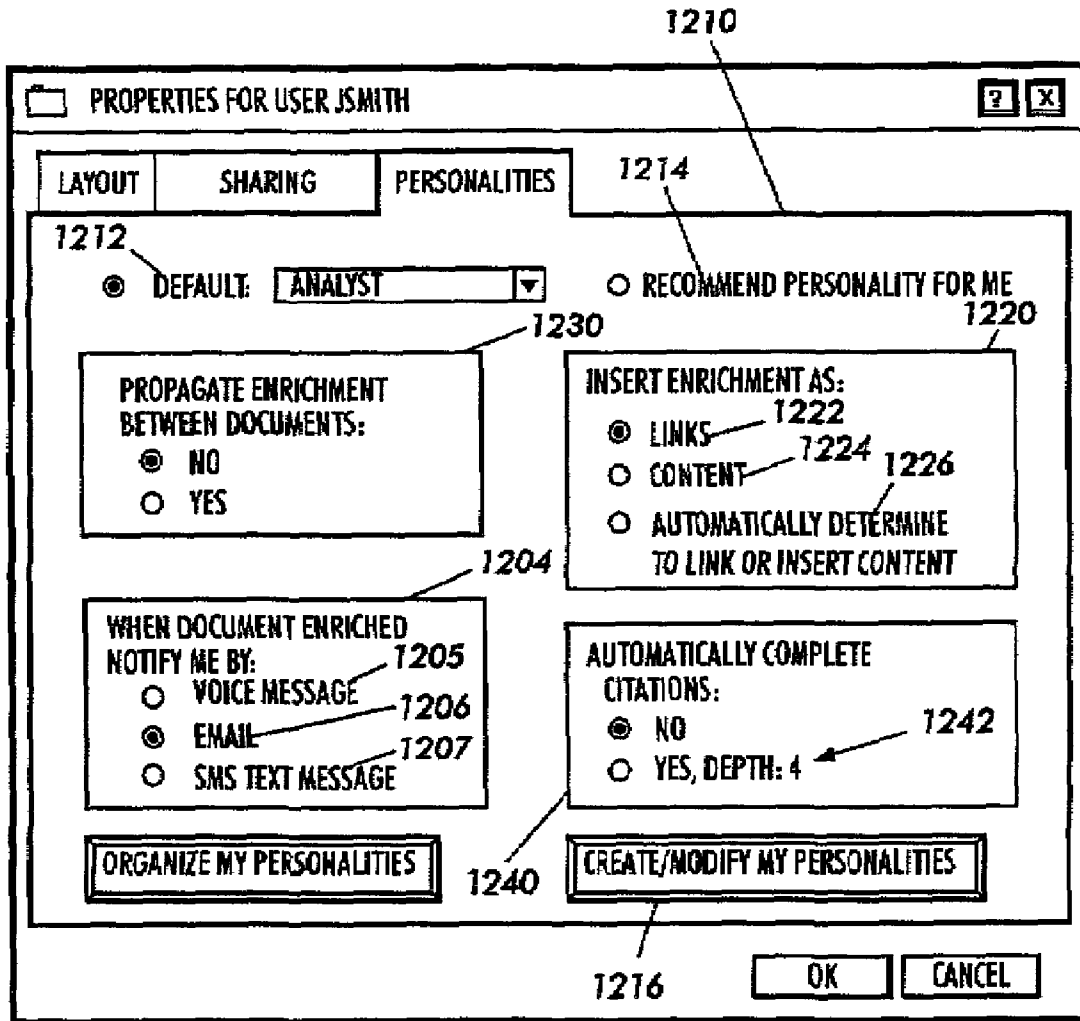 1210
PROPERTIES FOR USER JSMITH
? X
LAYOUT SHARING PERSONALITIES
1214
1212
DEFAULT: ANALYST
RECOMMEND PERSONALITY FOR ME
1230
1220
PROPAGATE ENRICHMENT
BETWEEN DOCUMENTS:
NO
YES
INSERT ENRICHMENT AS:
LINKS 1222
CONTENT 1224
1226
AUTOMATICALLY DETERMINE
TO LINK OR INSERT CONTENT
1204
WHEN DOCUMENT ENRICHED
NOTIFY ME BY:
1205
VOICE MESSAGE
1206
EMAIL
1207
SMS TEXT MESSAGE
AUTOMATICALLY COMPLETE
CITATIONS:
NO
1242
YES, DEPTH: 4
ORGANIZE MY PERSONALITIES
1240
CREATE/MODIFY MY PERSONALITIES
1216
OK CANCEL